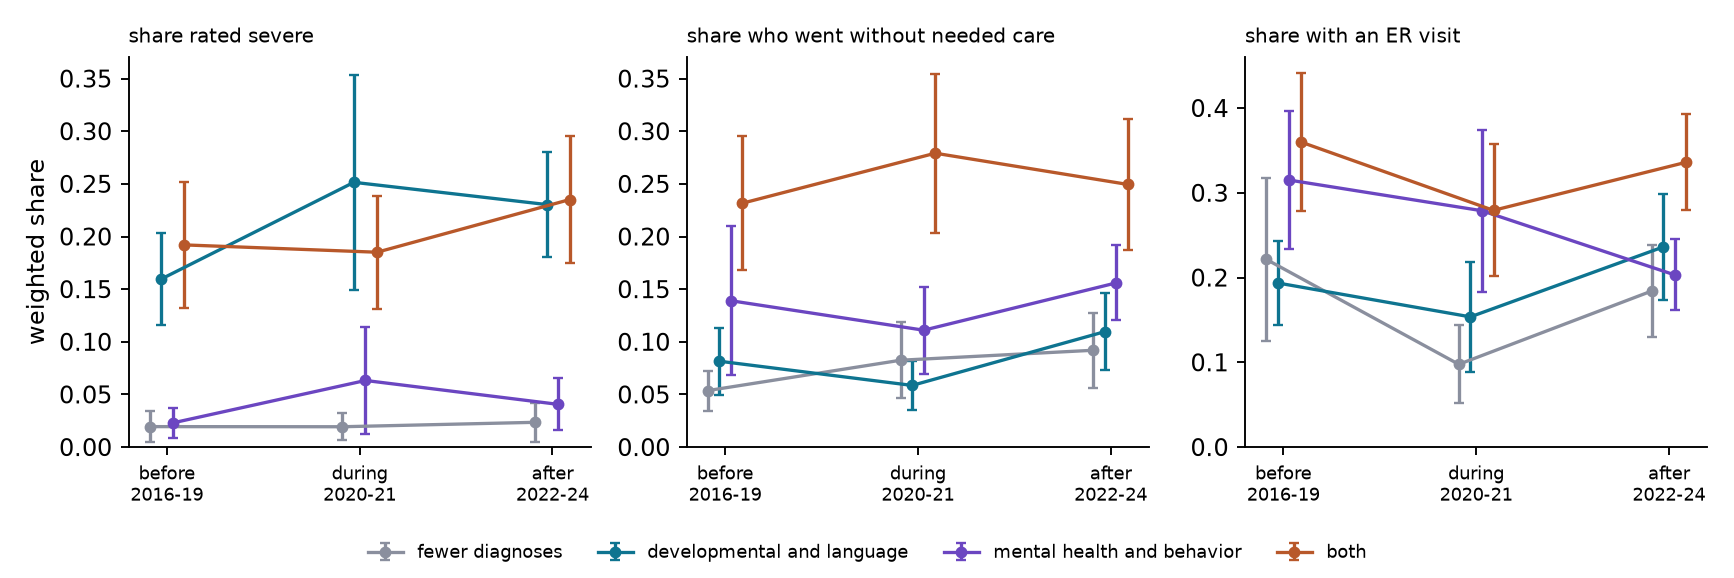 share rated severe
share who went without needed care
share with an ER visit
weighted share
0.35
0.30
0.25
0.20
0.15
0.10
0.05
0.00
before
2016-19
during
2020-21
after
2022-24
0.35
0.30
0.25
0.20
0.15
0.10
0.05
0.00
before
2016-19
during
2020-21
after
2022-24
0.4
0.3
0.2
0.1
0.0
before
2016-19
during
2020-21
after
2022-24
fewer diagnoses
developmental and language
mental health and behavior
both